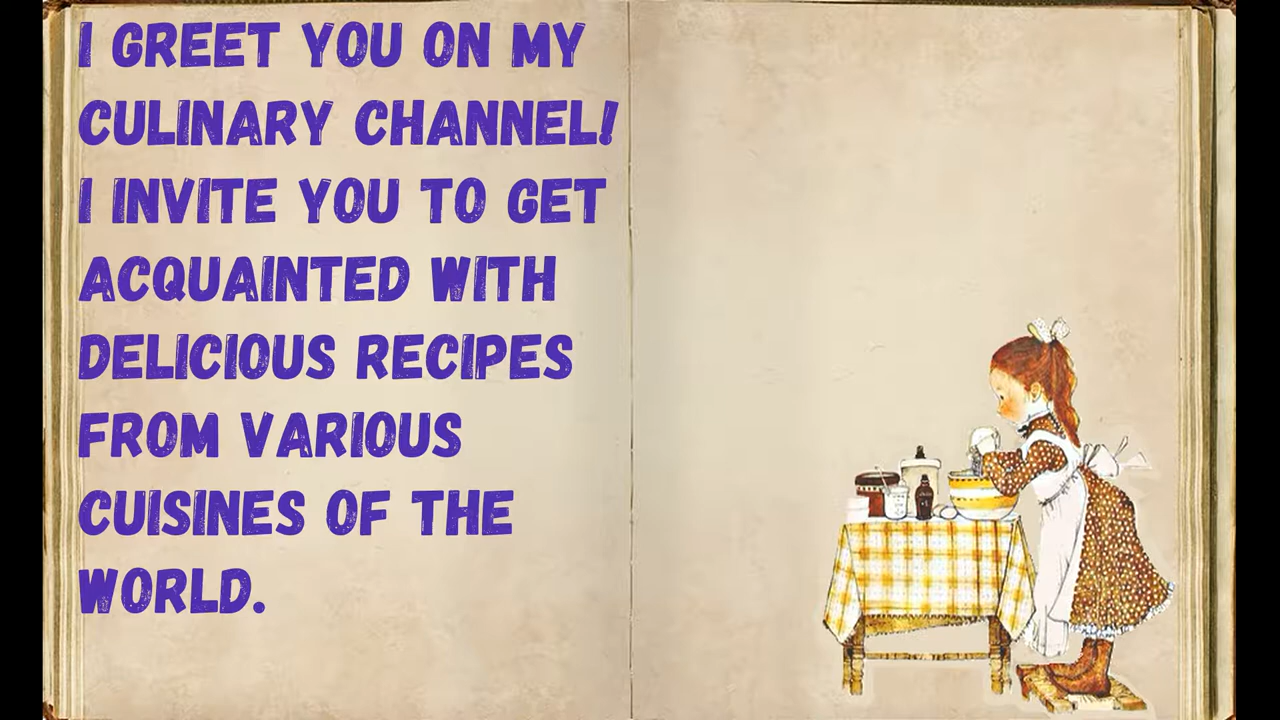 I GREET YOU ON MY
CULINARY CHANNEL!
I INVITE YOU TO GET
ACQUAINTED WITH
DELICIOUS RECIPES
FROM VARIOUS
CUISINES OF THE
WORLD.